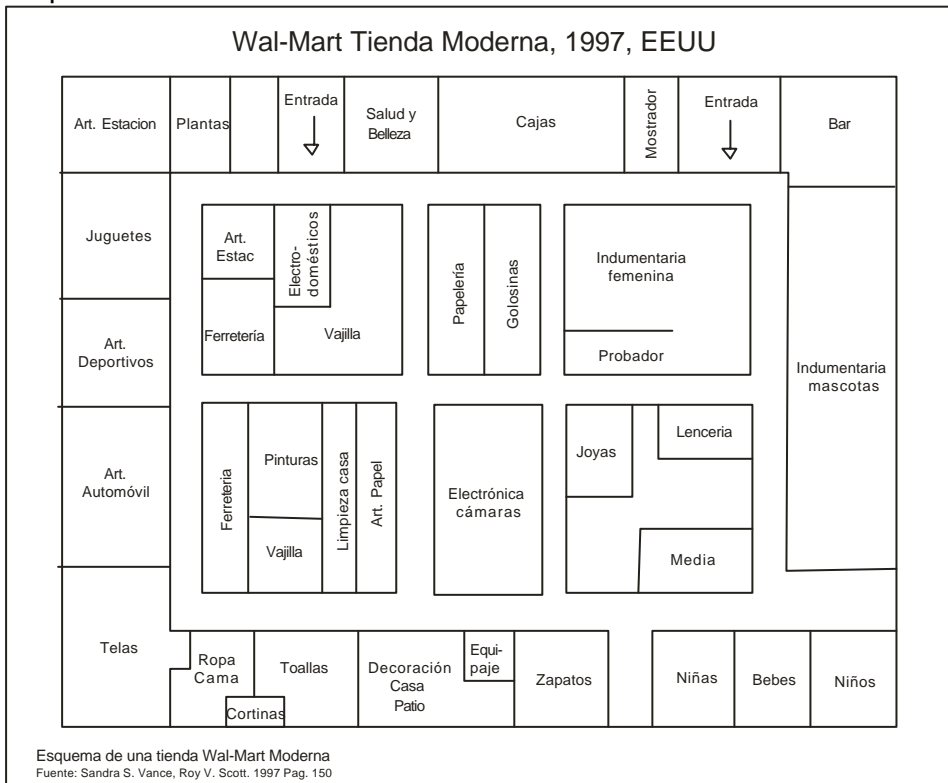 Wal-Mart Tienda Moderna, 1997, EEUU
Art. Estacion
Plantas
Entrada
Salud y
Belleza
Cajas
Mostrador
Entrada
Bar
Juguetes
Art.
Estac
Electro-
domésticos
Ferretería
Vajilla
Papelería
Golosinas
Indumentaria
femenina
Probador
Art.
Deportivos
Indumentaria
mascotas
Art.
Automóvil
Ferreteria
Pinturas
Vajilla
Limpieza casa
Art. Papel
Electrónica
cámaras
Joyas
Lenceria
Media
Telas
Ropa
Cama
Cortinas
Toallas
Decoración
Casa
Patio
Equi-
paje
Zapatos
Niñas
Bebes
Niños
Esquema de una tienda Wal-Mart Moderna
Fuente: Sandra S. Vance, Roy V. Scott. 1997 Pag. 150